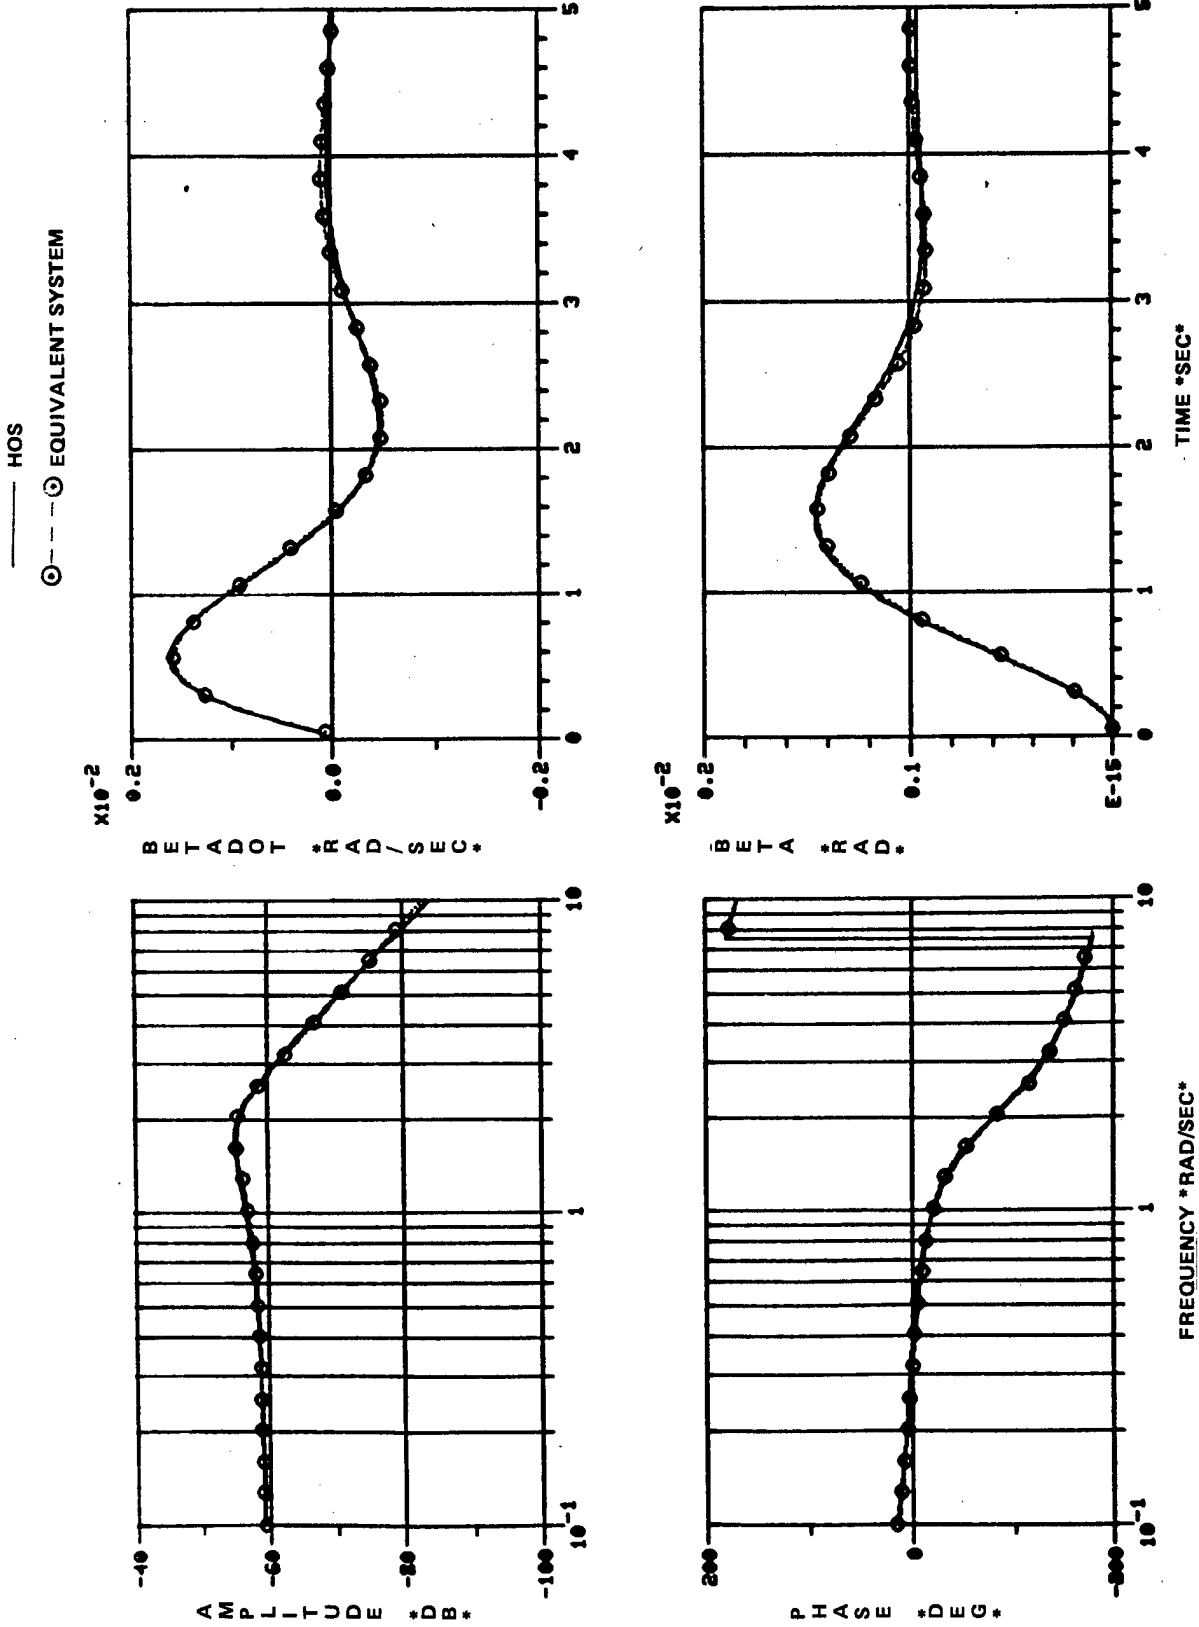 —— HOS
⊙-- --⊙ EQUIVALENT SYSTEM
AMPLITUDE *DB*
-40
-60
-80
-100
10-1
1
10
BETADOT *RAD/SEC*
X10-2
0.2
0.0
-0.2
0
1
2
3
4
5
PHASE *DEG*
200
0
-200
10-1
1
10
FREQUENCY *RAD/SEC*
BETA *RAD*
X10-2
0.2
0.1
E-15
0
1
2
3
4
5
TIME *SEC*